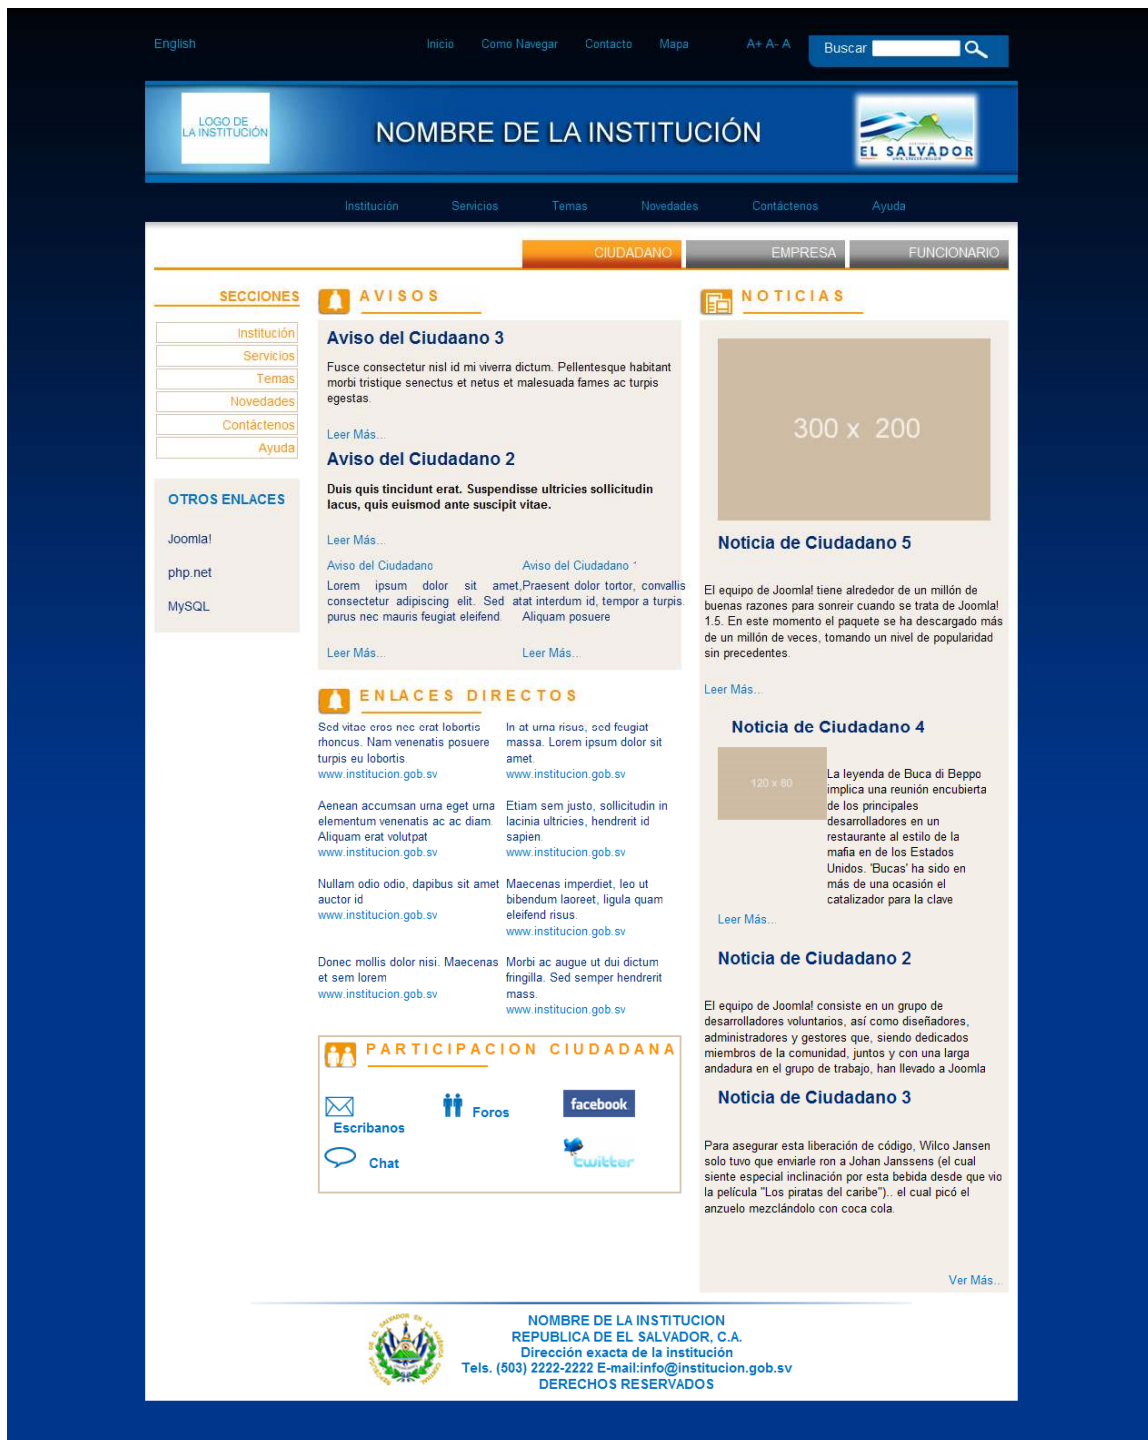 English
Inicio Como Navegar Contacto Mapa A+ A- A Buscar
LOGO DE
LA INSTITUCIÓN
NOMBRE DE LA INSTITUCIÓN
EL SALVADOR
Institución Servicios Temas Novedades Contáctenos Ayuda
CIUDADANO EMPRESA FUNCIONARIO
SECCIONES
Institución
Servicios
Temas
Novedades
Contáctenos
Ayuda
OTROS ENLACES
Joomla!
php.net
MySQL
AVISOS
Aviso del Ciudaano 3
Fusce consectetur nisl id mi viverra dictum. Pellentesque habitant
morbi tristique senectus et netus et malesuada fames ac turpis
egestas.
Leer Más...
Aviso del Ciudadano 2
Duis quis tincidunt erat. Suspendisse ultricies sollicitudin
lacus, quis euismod ante suscipit vitae.
Leer Más...
Aviso del Ciudadano
Lorem ipsum dolor sit amet,
consectetur adipiscing elit. Sed at
purus nec mauris feugiat eleifend.
Leer Más...
Aviso del Ciudadano
Praesent dolor tortor, convallis
at interdum id, tempor a turpis.
Aliquam posuere
Leer Más...
ENLACES DIRECTOS
Sed vitae eros nec erat lobortis
rhoncus. Nam venenatis posuere
turpis eu lobortis.
www.institucion.gob.sv
In at urna risus, sed feugiat
massa. Lorem ipsum dolor sit
amet.
www.institucion.gob.sv
Aenean accumsan urna eget urna
elementum venenatis ac ac diam.
Aliquam erat volutpat
www.institucion.gob.sv
Etiam sem justo, sollicitudin in
lacinia ultricies, hendrerit id
sapien.
www.institucion.gob.sv
Nullam odio odio, dapibus sit amet
auctor id
www.institucion.gob.sv
Maecenas imperdiet, leo ut
bibendum laoreet, ligula quam
eleifend risus.
www.institucion.gob.sv
Donec mollis dolor nisi. Maecenas
et sem lorem
www.institucion.gob.sv
Morbi ac augue ut dui dictum
fringilla. Sed semper hendrerit
mass.
www.institucion.gob.sv
PARTICIPACION CIUDADANA
Escribanos
Foros
facebook
Chat
twitter
NOTICIAS
300 x 200
Noticia de Ciudadano 5
El equipo de Joomla! tiene alrededor de un millón de
buenas razones para sonreir cuando se trata de Joomla!
1.5. En este momento el paquete se ha descargado más
de un millón de veces, tomando un nivel de popularidad
sin precedentes.
Leer Más...
Noticia de Ciudadano 4
120 x 80
La leyenda de Buca di Beppo
implica una reunión encubierta
de los principales
desarrolladores en un
restaurante al estilo de la
mafia en de los Estados
Unidos. 'Bucas' ha sido en
más de una ocasión el
catalizador para la clave
Leer Más...
Noticia de Ciudadano 2
El equipo de Joomla! consiste en un grupo de
desarrolladores voluntarios, así como diseñadores,
administradores y gestores que, siendo dedicados
miembros de la comunidad, juntos y con una larga
andadura en el grupo de trabajo, han llevado a Joomla
Noticia de Ciudadano 3
Para asegurar esta liberación de código, Wilco Jansen
solo tuvo que enviarle ron a Johan Janssens (el cual
siente especial inclinación por esta bebida desde que vio
la película "Los piratas del caribe").. el cual picó el
anzuelo mezclándolo con coca cola.
Ver Más...
NOMBRE DE LA INSTITUCION
REPUBLICA DE EL SALVADOR, C.A.
Dirección exacta de la institución
Tels. (503) 2222-2222 E-mail:info@institucion.gob.sv
DERECHOS RESERVADOS